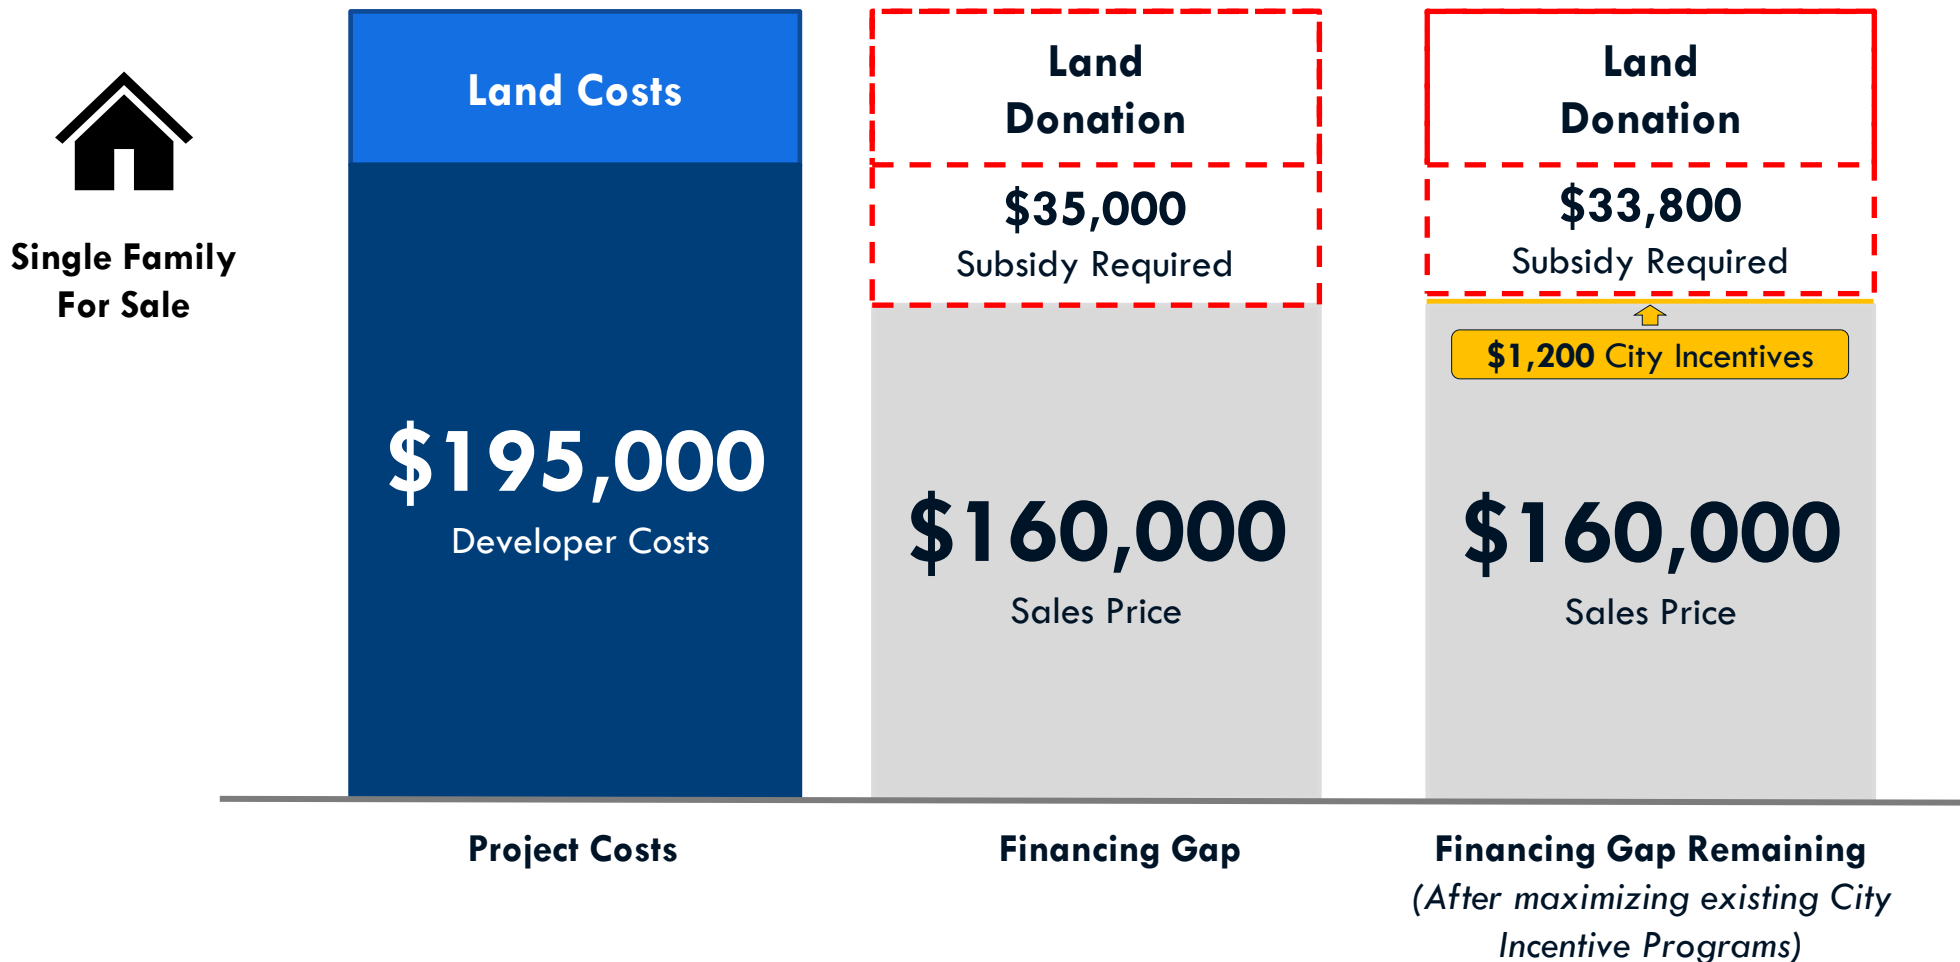 Single Family
For Sale
Land Costs
$195,000
Developer Costs
Project Costs
Land
Donation
$35,000
Subsidy Required
$160,000
Sales Price
Financing Gap
Land
Donation
$33,800
Subsidy Required
$1,200 City Incentives
$160,000
Sales Price
Financing Gap Remaining
(After maximizing existing City
Incentive Programs)